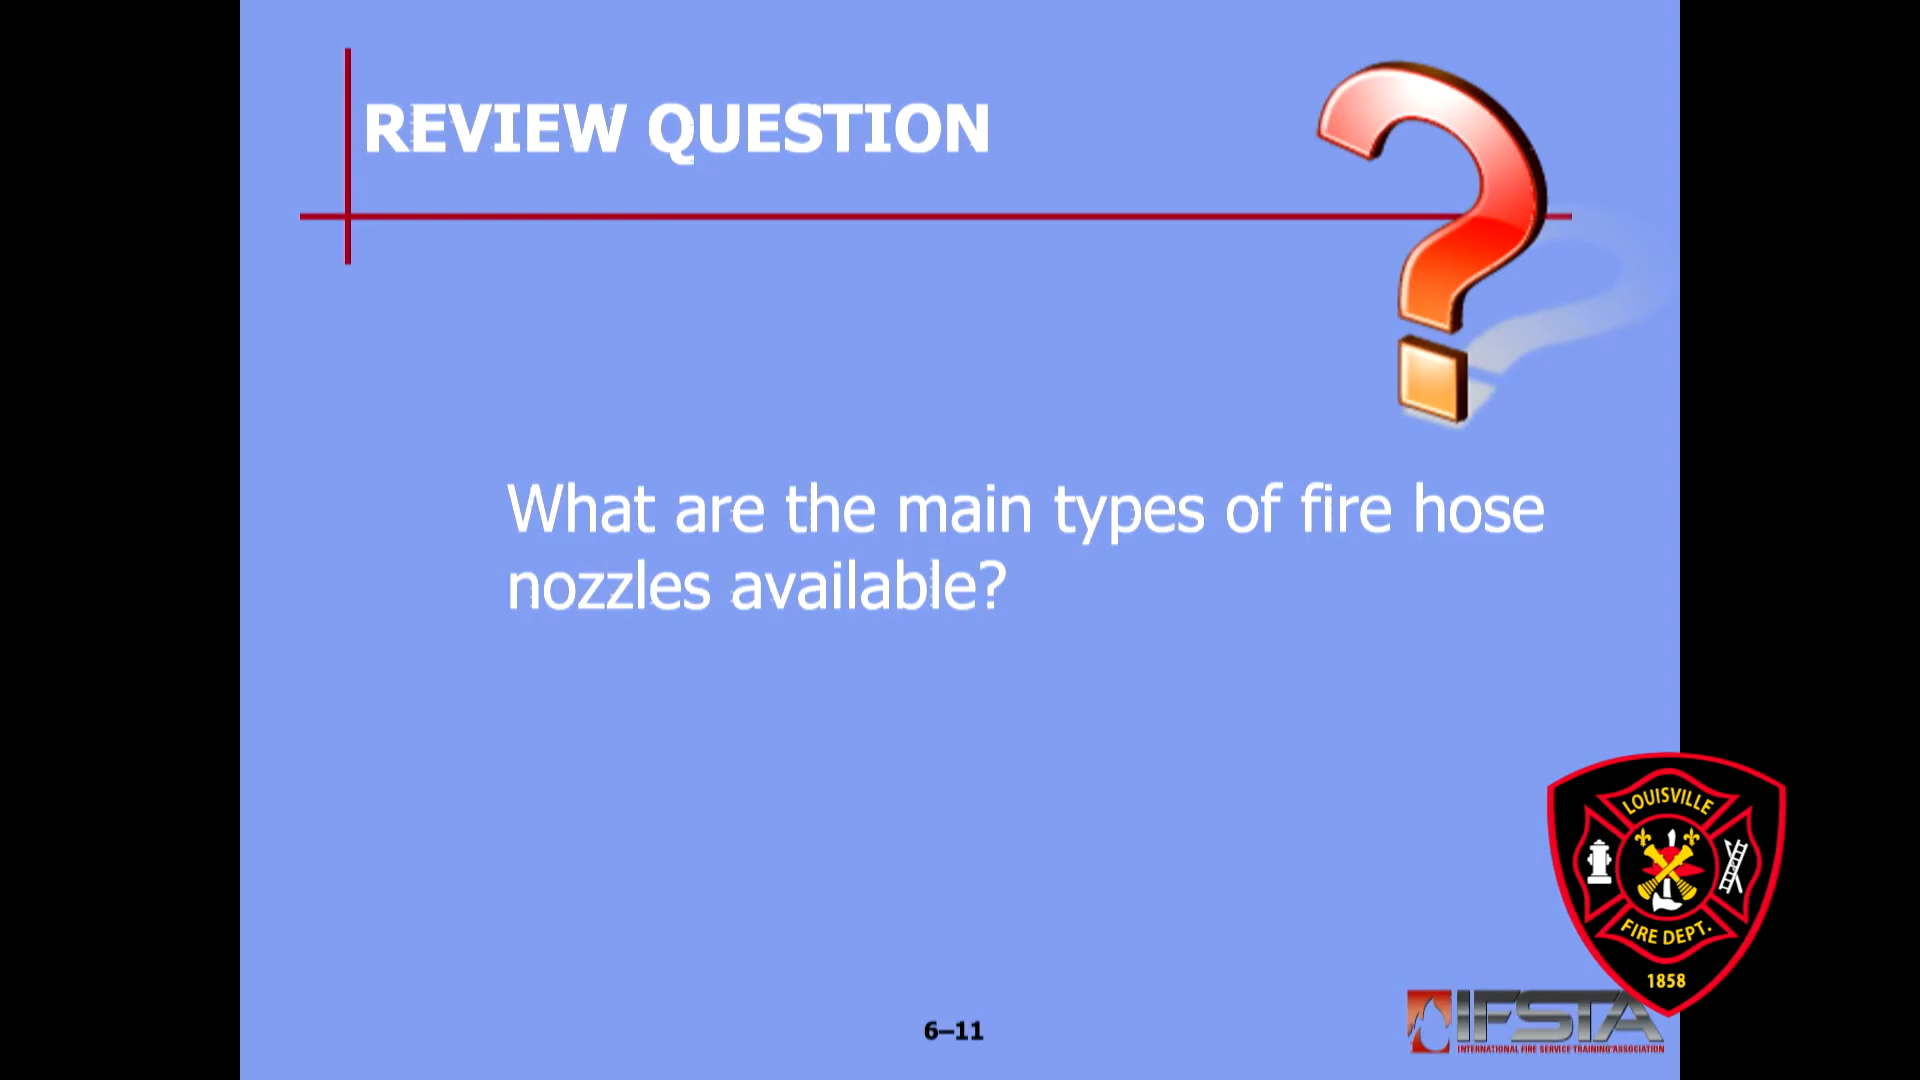 REVIEW QUESTION
What are the main types of fire hose
nozzles available?
LOUISVILLE
FIRE DEPT.
1858
6–11
IFSTA
INTERNATIONAL FIRE SERVICE TRAINING ASSOCIATION